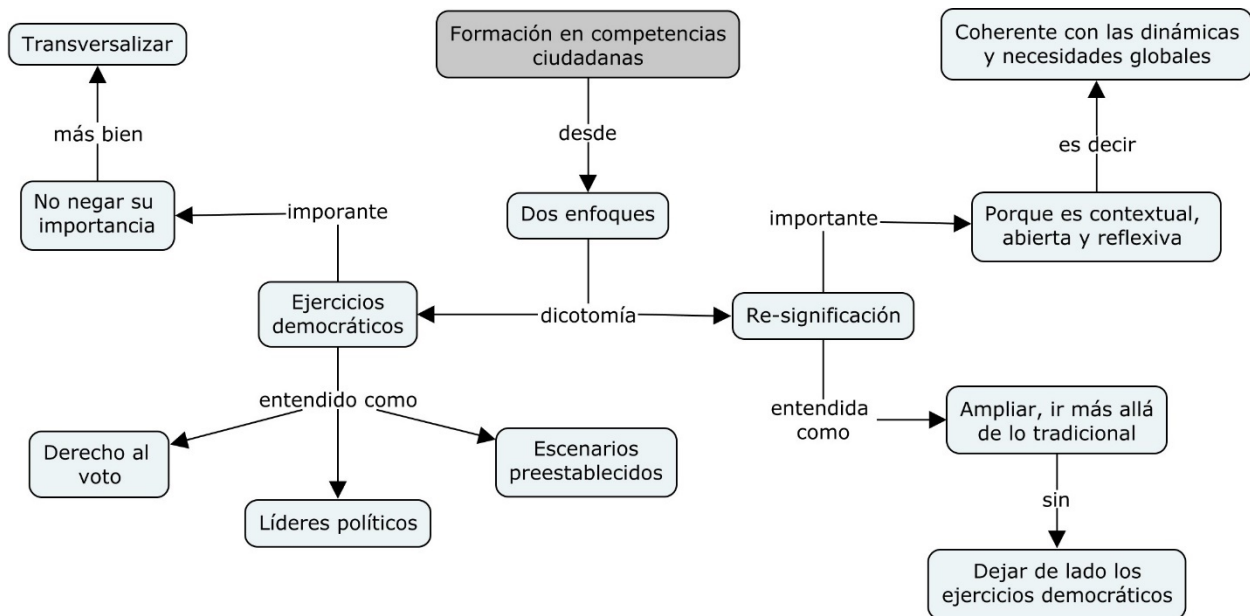 Formación en competencias
ciudadanas
desde
Dos enfoques
dicotomía
Ejercicios
democráticos
imporante
No negar su
importancia
más bien
Transversalizar
entendido como
Derecho al
voto
Líderes políticos
Escenarios
preestablecidos
Re-significación
importante
Porque es contextual,
abierta y reflexiva
es decir
Coherente con las dinámicas
y necesidades globales
entendida
como
Ampliar, ir más allá
de lo tradicional
sin
Dejar de lado los
ejercicios democráticos